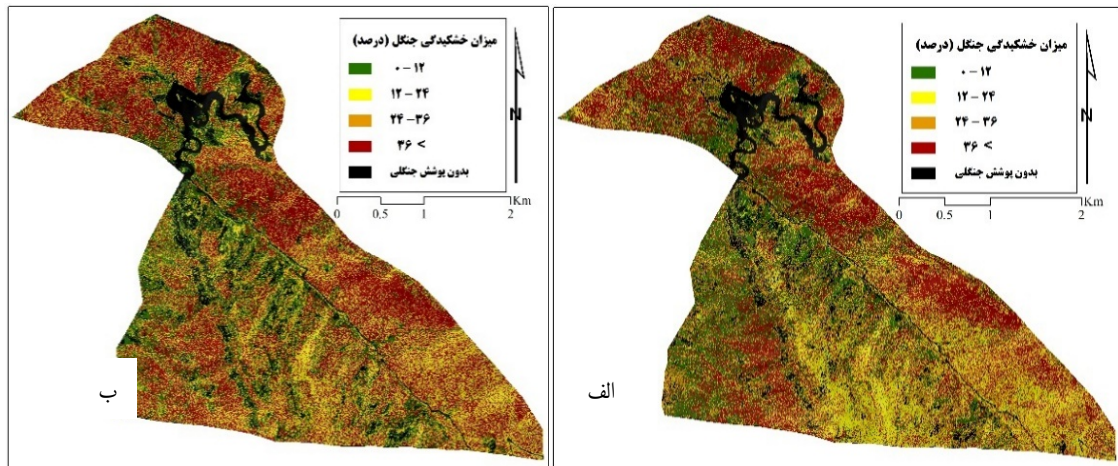 میزان خشکیدگی جنگل (درصد)
۰ – ۱۲
۱۲ – ۲۴
۲۴ – ۳۶
۳۶ <
بدون پوشش جنگلی
N
0 0.5 1 2 Km
الف
میزان خشکیدگی جنگل (درصد)
۰ – ۱۲
۱۲ – ۲۴
۲۴ – ۳۶
۳۶ <
بدون پوشش جنگلی
N
0 0.5 1 2 Km
ب